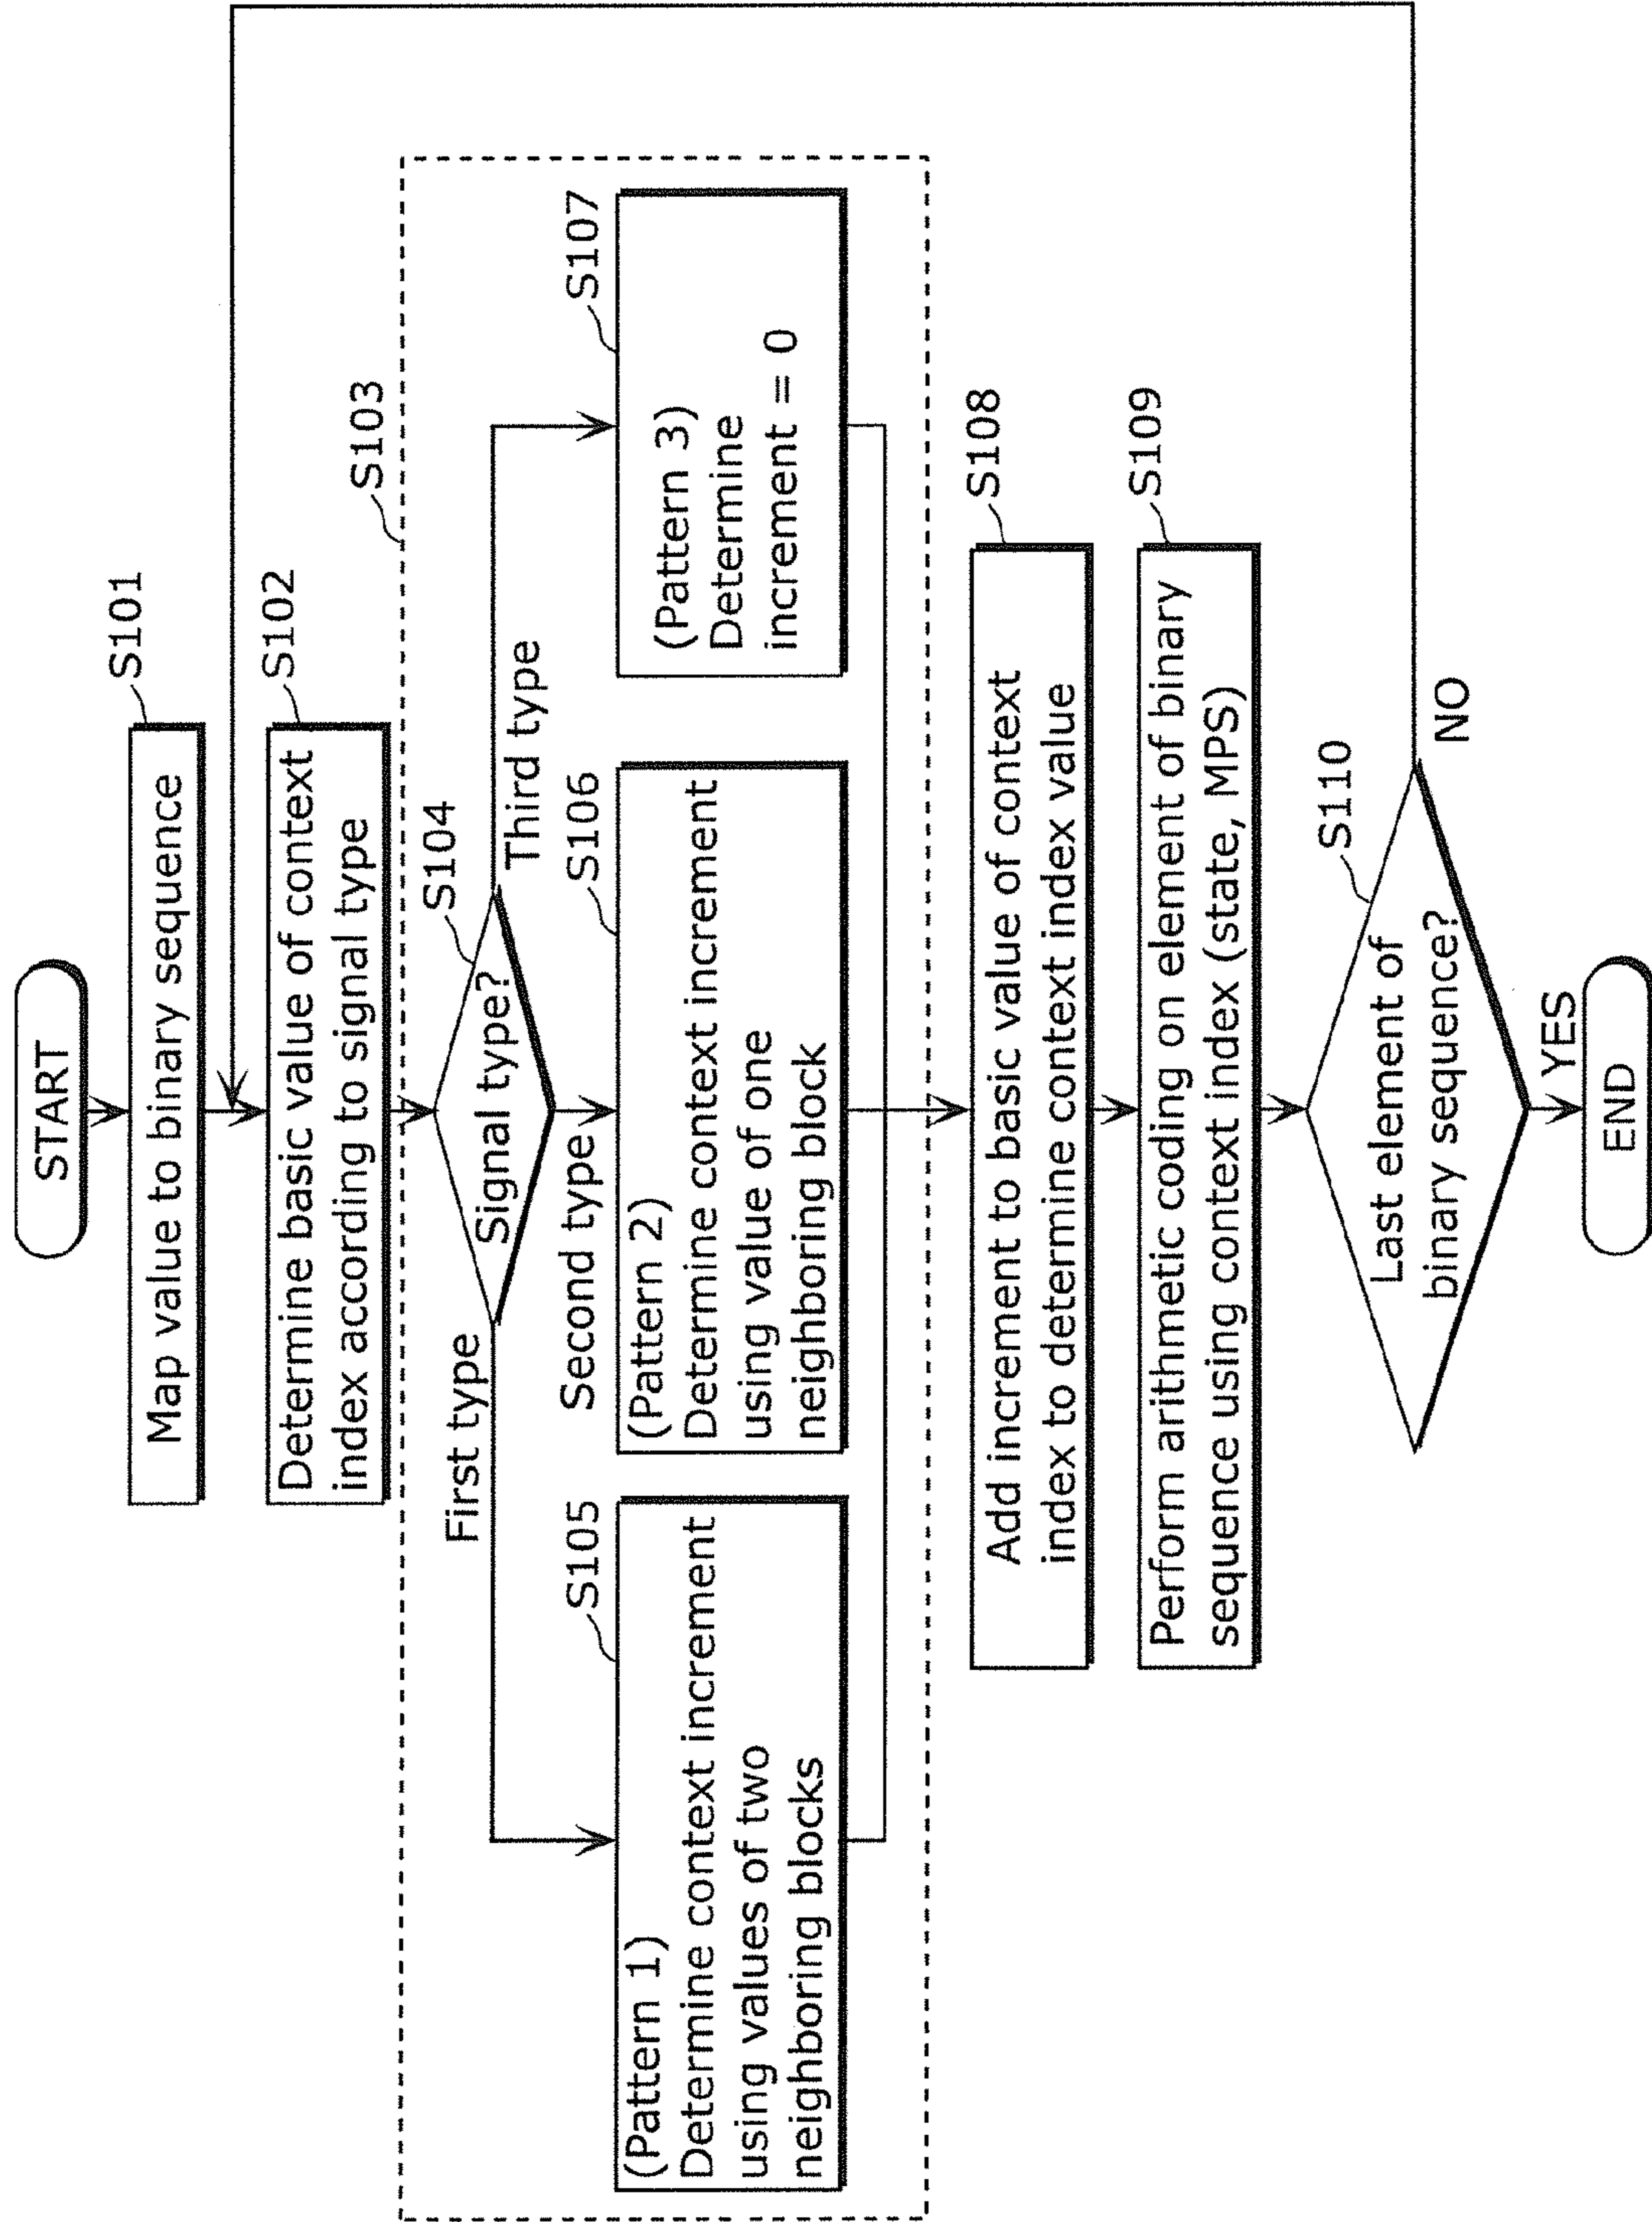 START
S101
Map value to binary sequence
S102
Determine basic value of context
index according to signal type
S103
S104
Signal type?
First type
Second type
Third type
S105
(Pattern 1)
Determine context increment
using values of two
neighboring blocks
S106
(Pattern 2)
Determine context increment
using value of one
neighboring block
S107
(Pattern 3)
Determine
increment = 0
S108
Add increment to basic value of context
index to determine context index value
S109
Perform arithmetic coding on element of binary
sequence using context index (state, MPS)
S110
Last element of
binary sequence?
NO
YES
END